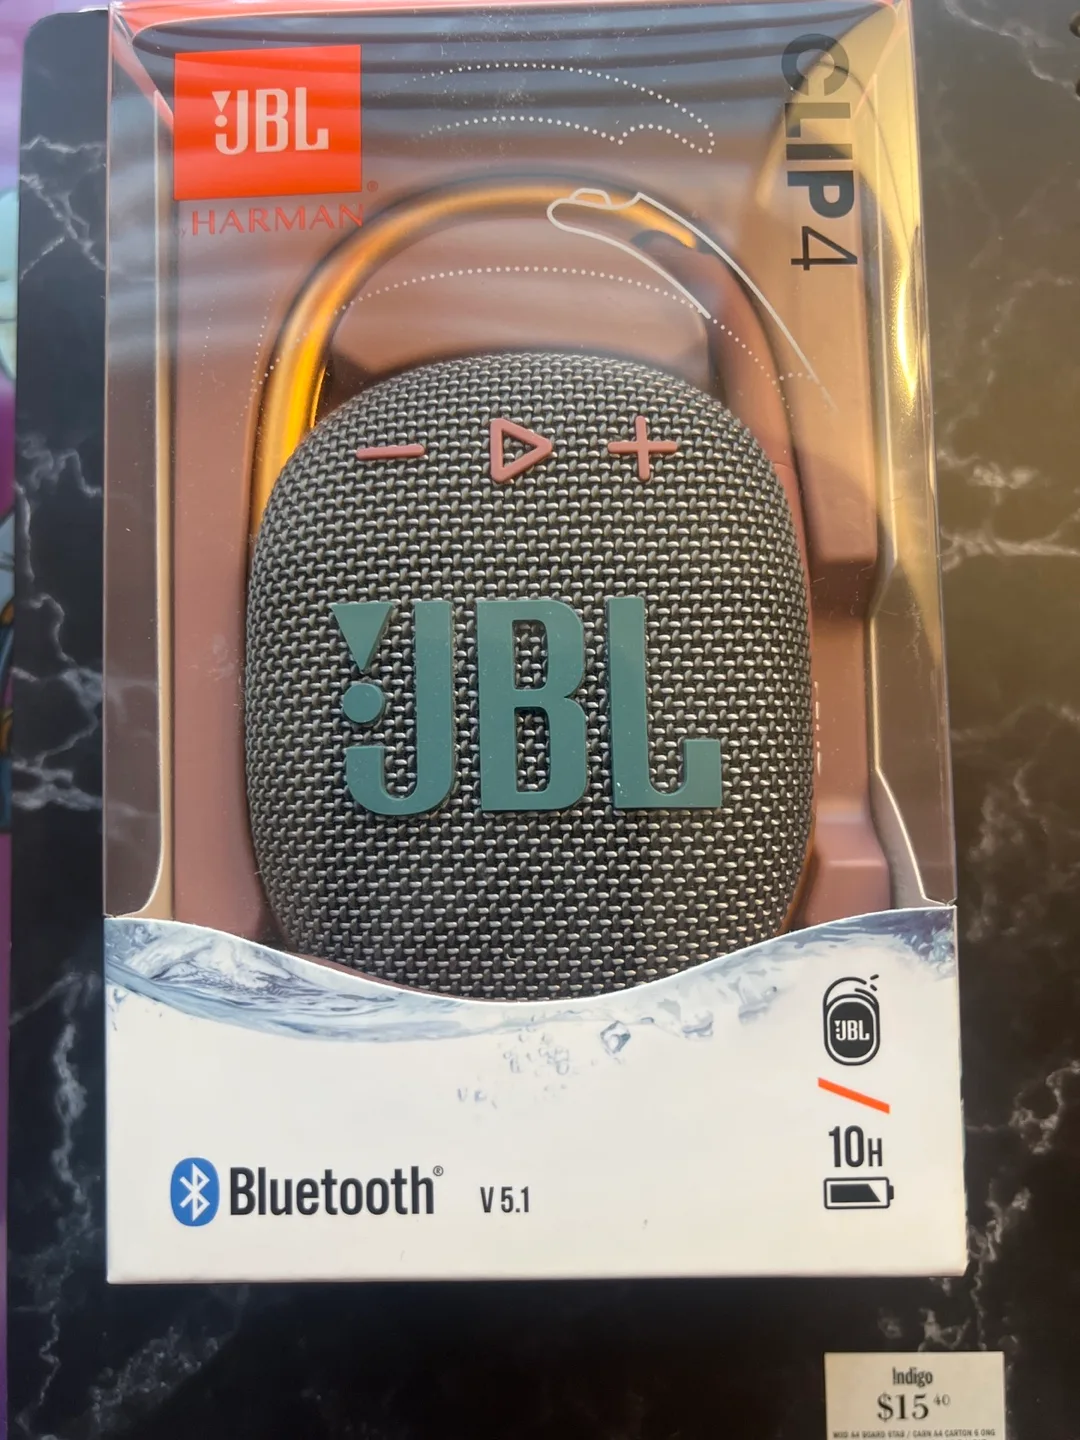 JBL
®
HARMAN
CLIP 4
JBL
JBL
10H
Bluetooth®
V 5.1
Indigo
$15 40